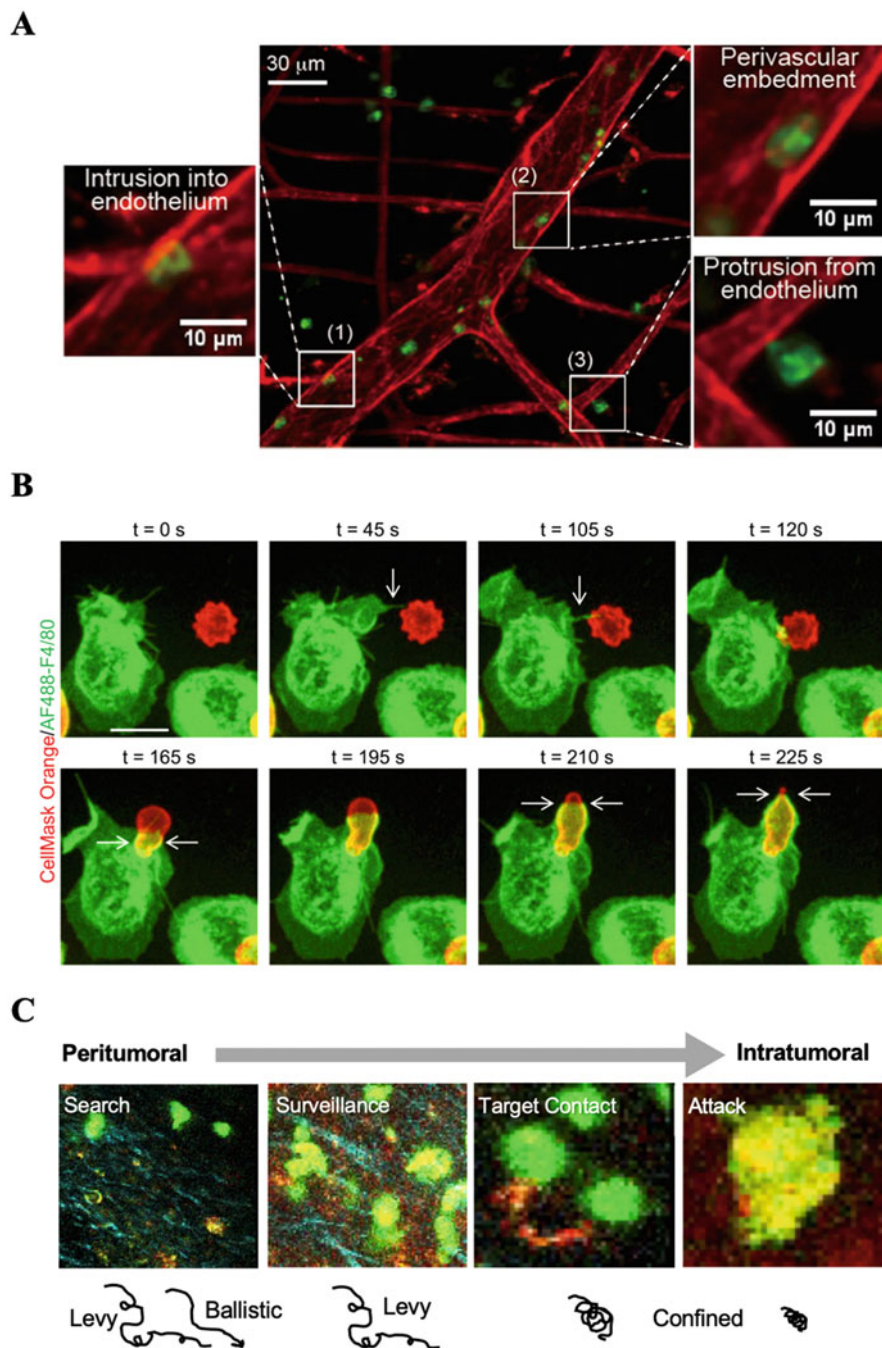 A
30 μm
Intrusion into
endothelium
10 μm
(1)
(2)
(3)
Perivascular
embedment
10 μm
Protrusion from
endothelium
10 μm
B
CellMask Orange/AF488-F4/80
t = 0 s
t = 45 s
t = 105 s
t = 120 s
t = 165 s
t = 195 s
t = 210 s
t = 225 s
C
Peritumoral
Intratumoral
Search
Surveillance
Target Contact
Attack
Levy
Ballistic
Levy
Confined